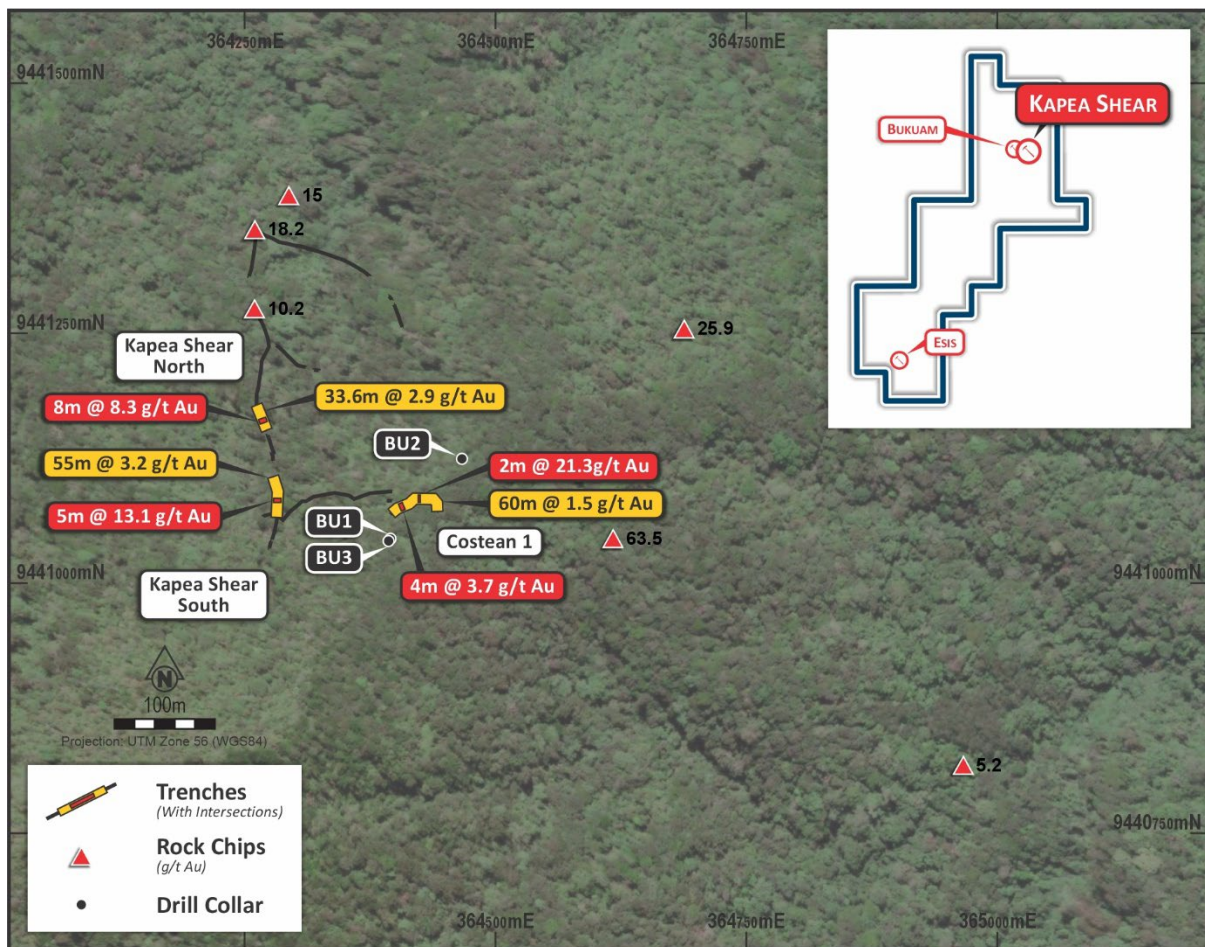 364250mE
364500mE
364750mE
9441500mN
KAPEA SHEAR
BUKUAM
ESIS
15
18.2
10.2
9441250mN
25.9
Kapea Shear
North
33.6m @ 2.9 g/t Au
8m @ 8.3 g/t Au
BU2
55m @ 3.2 g/t Au
2m @ 21.3g/t Au
60m @ 1.5 g/t Au
5m @ 13.1 g/t Au
BU1
BU3
Costean 1
63.5
4m @ 3.7 g/t Au
Kapea Shear
South
9441000mN
9441000mN
N
100m
Projection: UTM Zone 56 (WGS84)
5.2
Trenches
(With Intersections)
Rock Chips
(g/t Au)
Drill Collar
9440750mN
364500mE
364750mE
365000mE